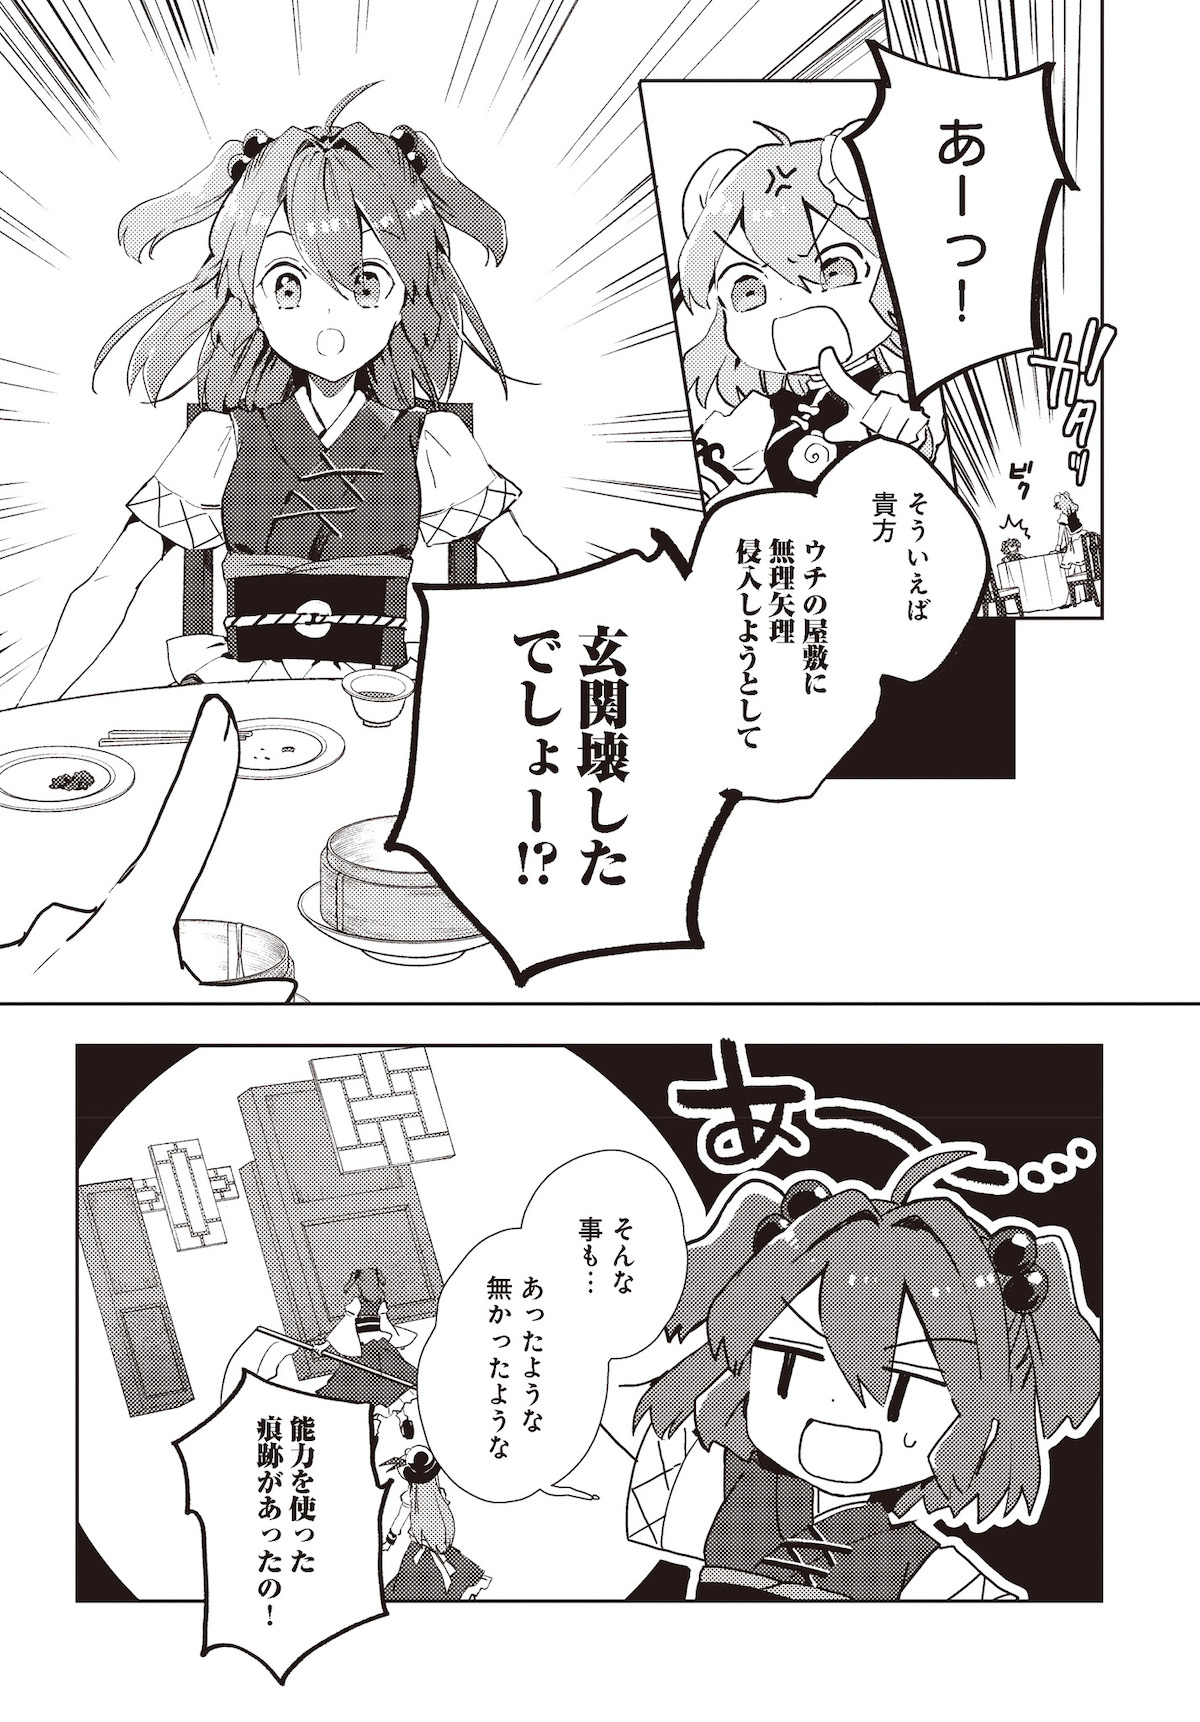 あーっ!
ガタッ
ビク
そういえば
貴方
ウチの屋敷に
無理矢理
侵入しようとして
玄関壊した
でしょー!?
あー…
そんな
事も…
あったような
無かったような
能力を使った
痕跡があったの!